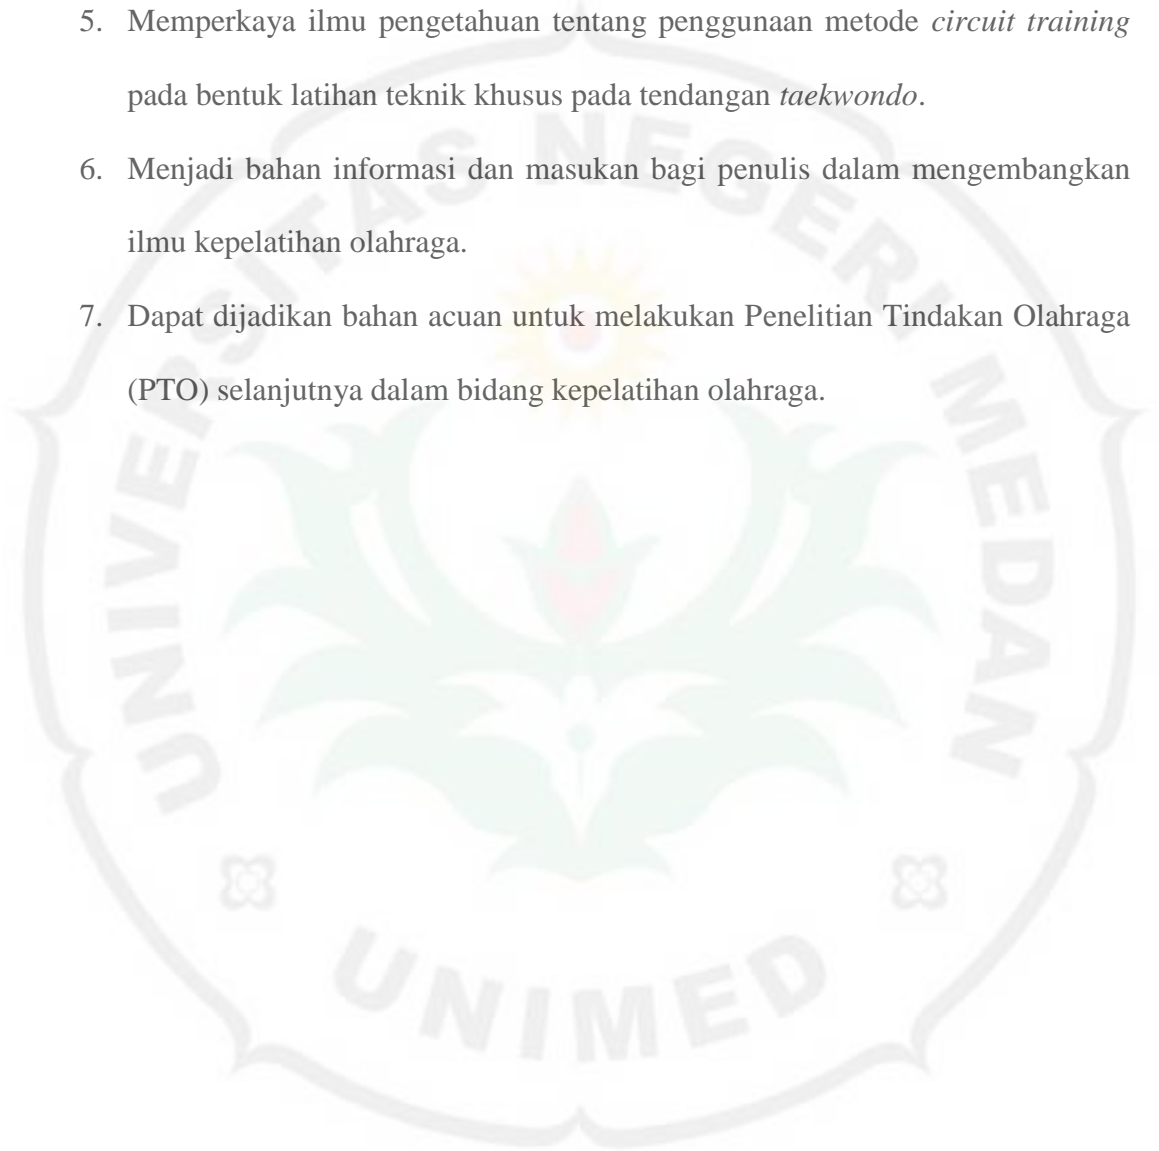 5. Memperkaya ilmu pengetahuan tentang penggunaan metode circuit training
pada bentuk latihan teknik khusus pada tendangan taekwondo.
6. Menjadi bahan informasi dan masukan bagi penulis dalam mengembangkan
ilmu kepelatihan olahraga.
7. Dapat dijadikan bahan acuan untuk melakukan Penelitian Tindakan Olahraga
(PTO) selanjutnya dalam bidang kepelatihan olahraga.
UNIVERSITAS NEGERI MEDAN
UNIMED